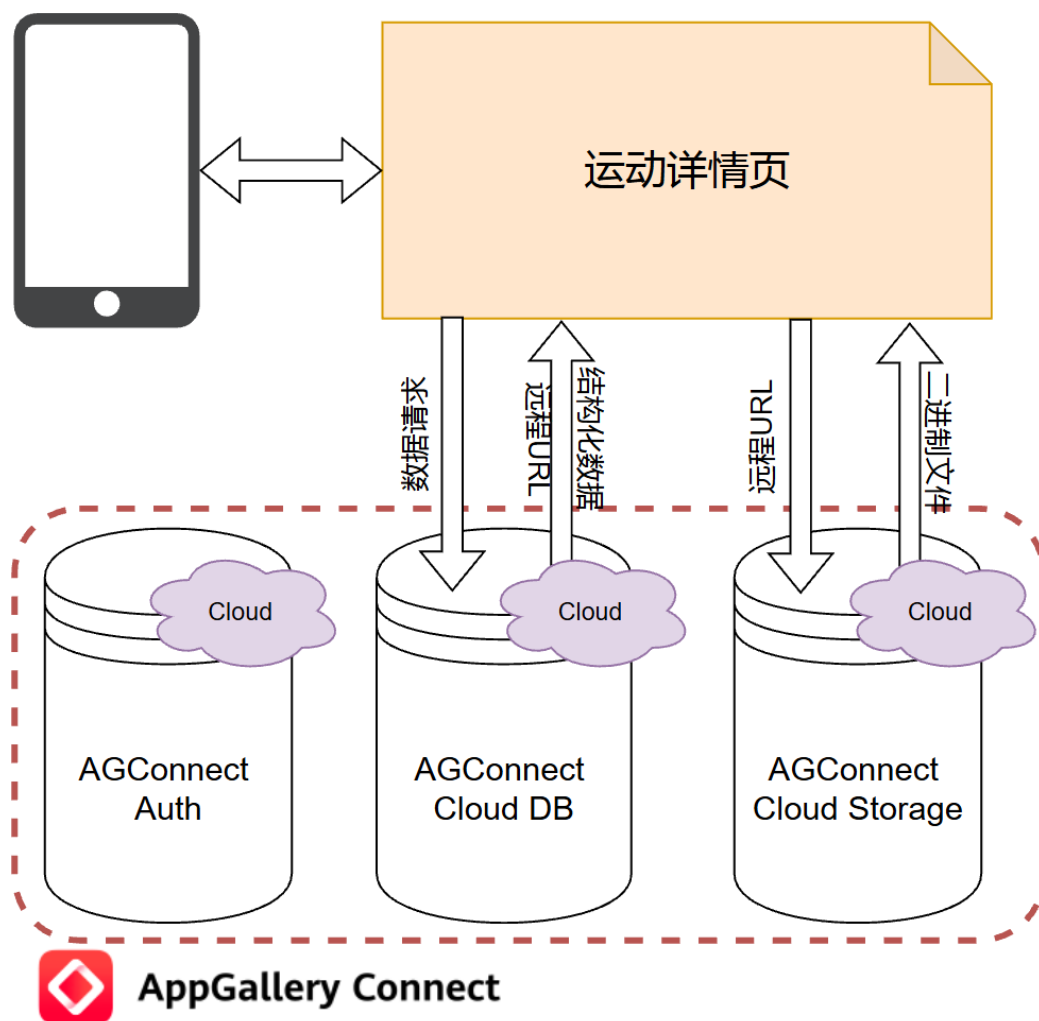 运动详情页
数据请求
结构化数据
远程URL
远程URL
二进制文件
Cloud
Cloud
Cloud
AGConnect
Auth
AGConnect
Cloud DB
AGConnect
Cloud Storage
AppGallery Connect